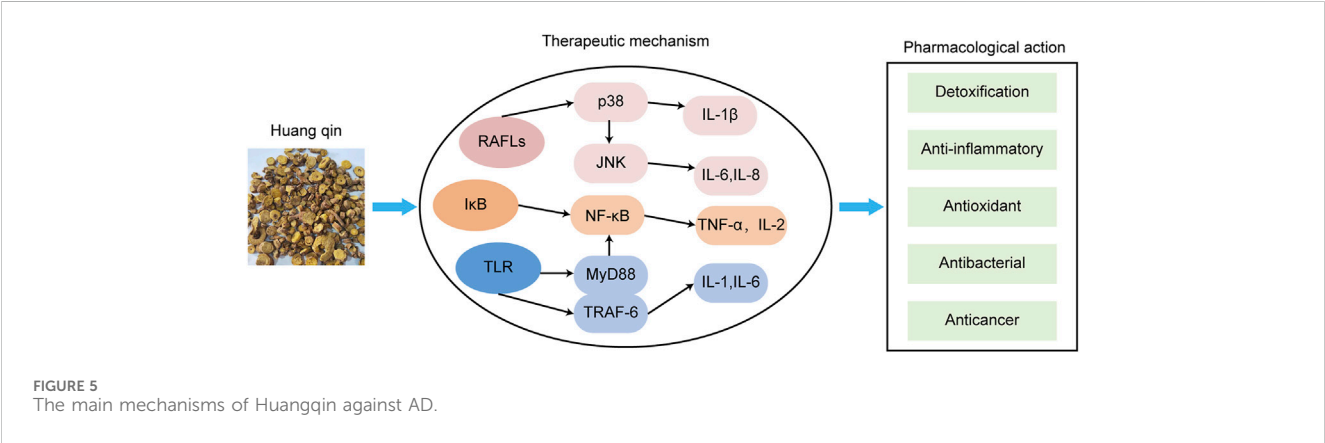 Therapeutic mechanism
Pharmacological action
Huang qin
RAFLs
p38
IL-1β
JNK
IL-6,IL-8
IκB
NF-κB
TNF-α，IL-2
TLR
MyD88
TRAF-6
IL-1,IL-6
Detoxification
Anti-inflammatory
Antioxidant
Antibacterial
Anticancer
FIGURE 5
The main mechanisms of Huangqin against AD.